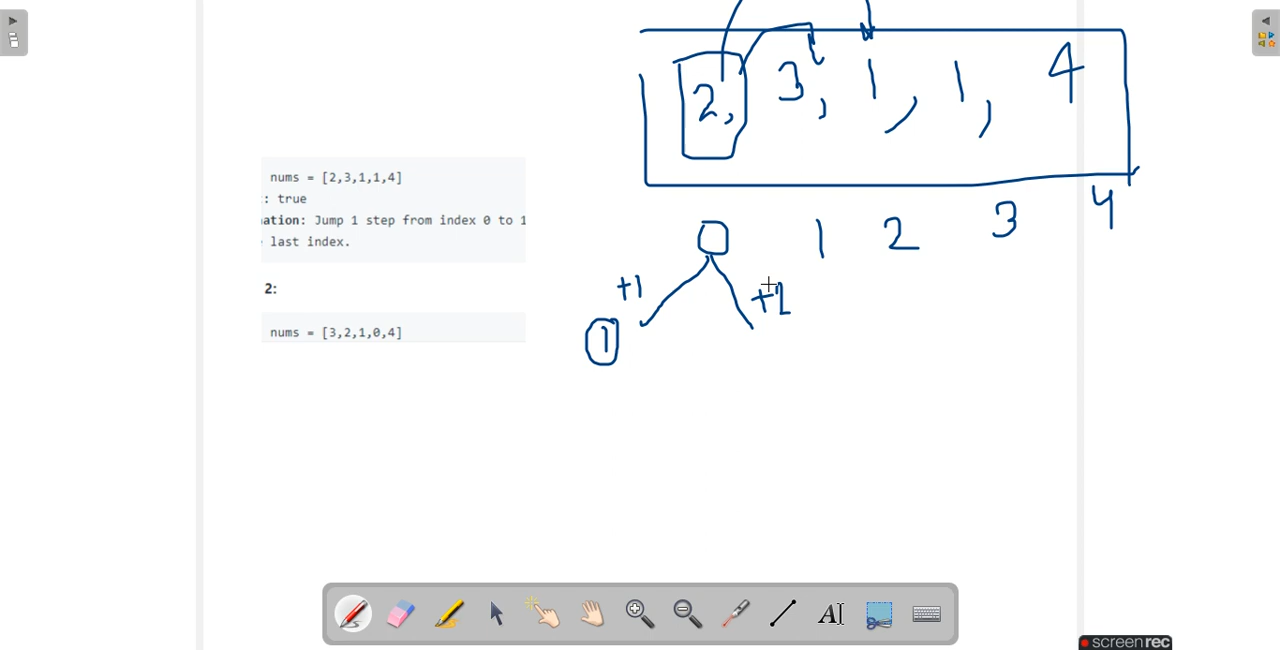 2, 3, 1, 1, 4
nums = [2,3,1,1,4]
: true
ation: Jump 1 step from index 0 to 1
last index.
0 1 2 3 4
+1 +2
2:
1
nums = [3,2,1,0,4]
AI
screenrec